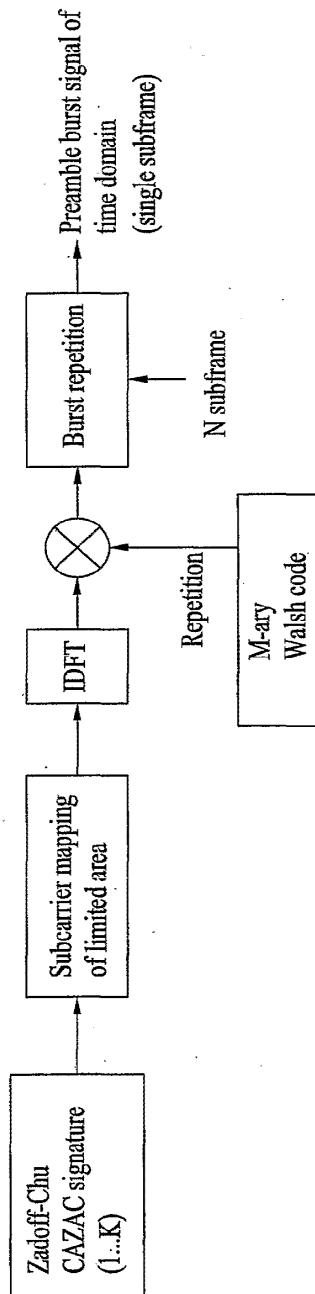 Zadoff-Chu
CAZAC signature
(1...K)
Subcarrier mapping
of limited area
IDFT
Repetition
M-ary
Walsh code
Burst repetition
N subframe
Preamble burst signal of
time domain
(single subframe)